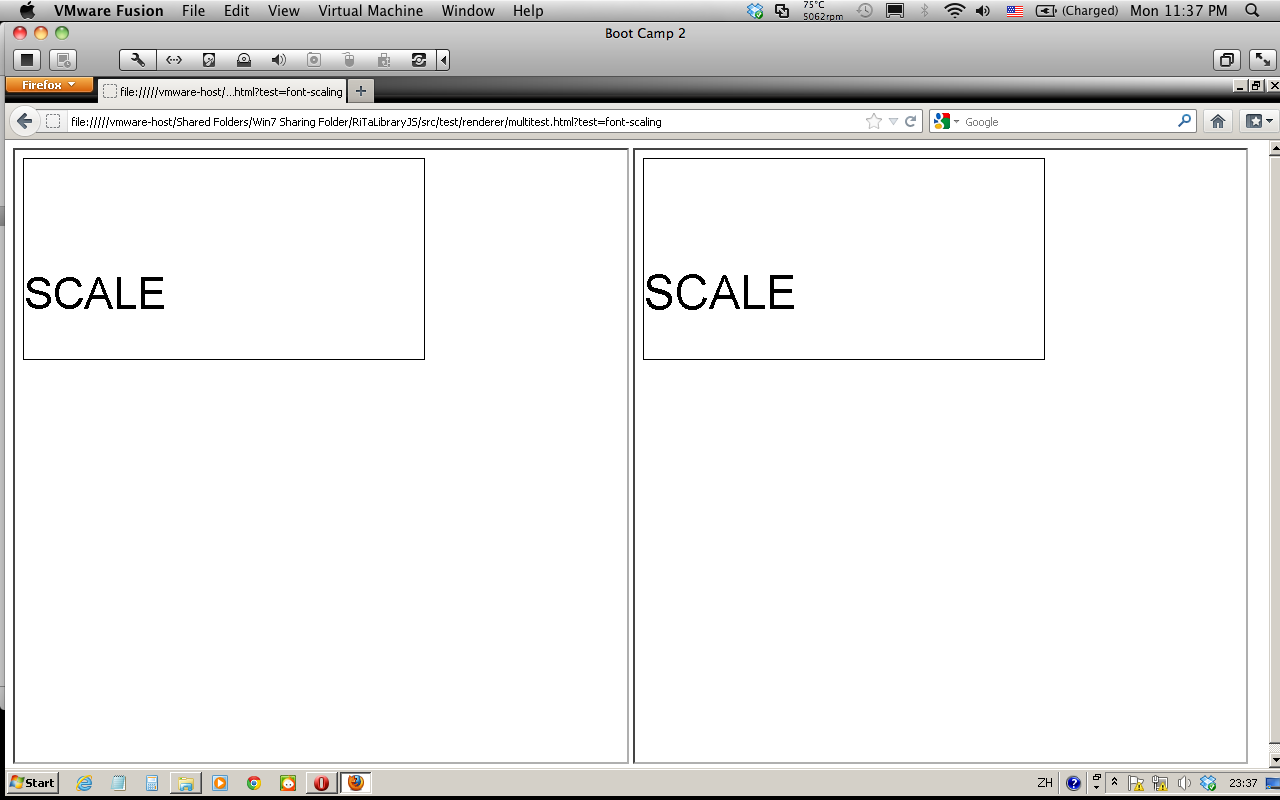 VMware Fusion File Edit View Virtual Machine Window Help 75°C 5062rpm (Charged) Mon 11:37 PM
Boot Camp 2
Firefox file://///vmware-host/...html?test=font-scaling
file://///vmware-host/Shared Folders/Win7 Sharing Folder/RiTaLibraryJS/src/test/renderer/multitest.html?test=font-scaling Google
SCALE SCALE
Start ZH 23:37